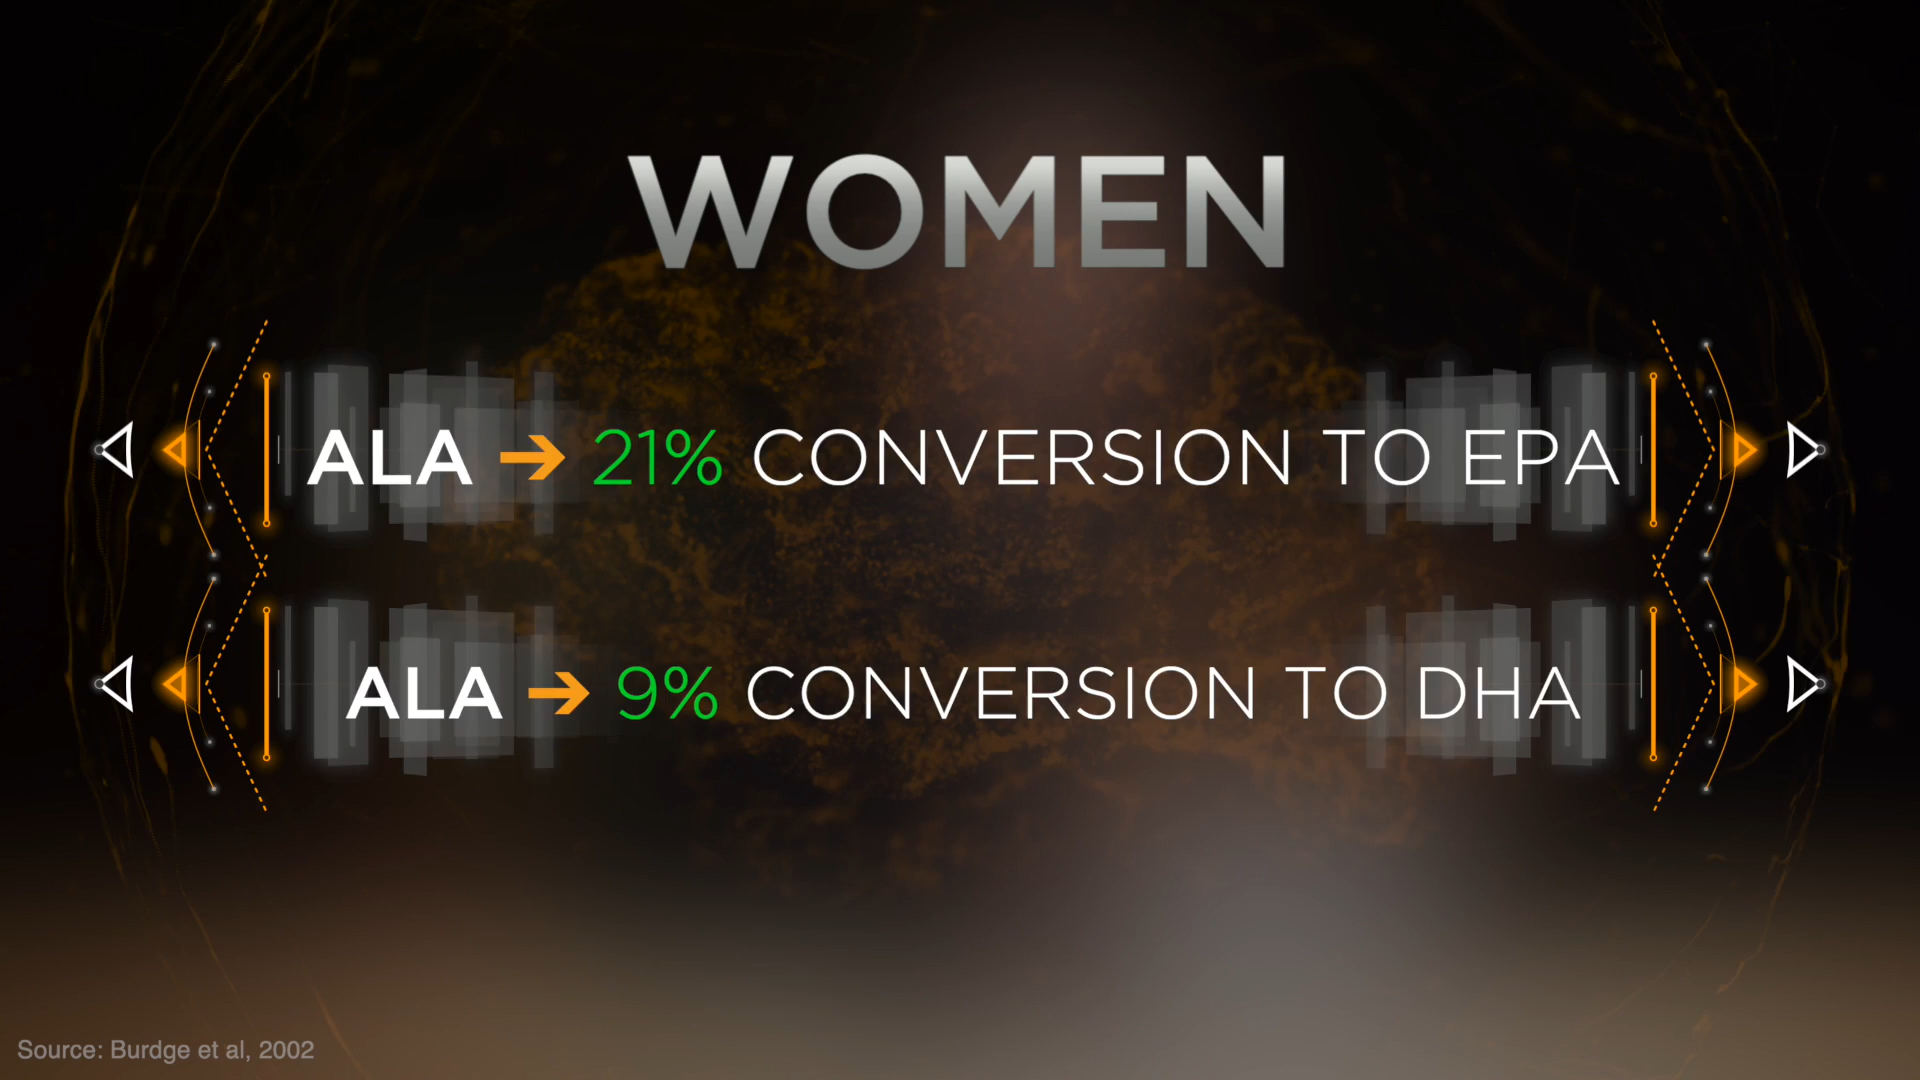 WOMEN
ALA → 21% CONVERSION TO EPA
ALA → 9% CONVERSION TO DHA
Source: Burdge et al, 2002